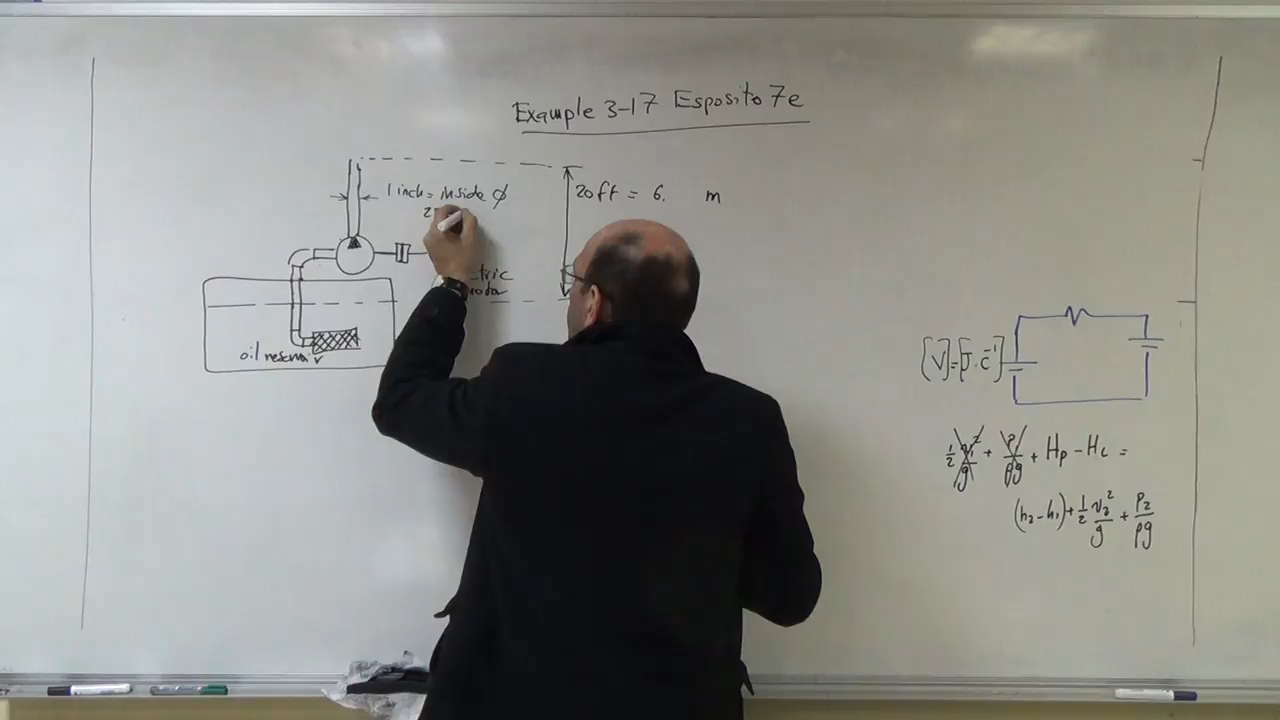 Example 3-17 Esposito 7e
1 inch = inside ϕ
20 ft = 6. m
oil reservoir
[V]=[J·C⁻¹]
½ v₁²/g + p₁/ρg + Hp - HL =
(h₂-h₁)+½ v₂²/g + p₂/ρg